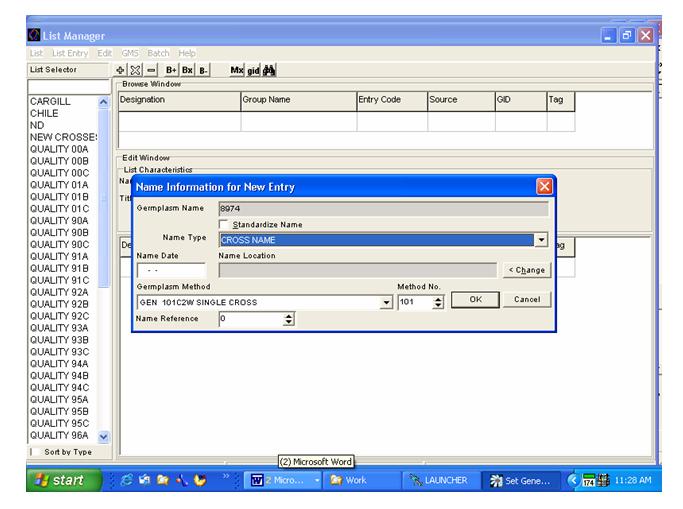 List Manager
List List Entry Edit GMS Batch Help
List Selector B+ Bx B- Mx gid
Browse Window
Designation Group Name Entry Code Source GID Tag
CARGILL
CHILE
ND
NEW CROSSE
QUALITY 00A
QUALITY 00B
QUALITY 00C
QUALITY 01A
QUALITY 01B
QUALITY 01C
QUALITY 90A
QUALITY 90B
QUALITY 90C
QUALITY 91A
QUALITY 91B
QUALITY 91C
QUALITY 92A
QUALITY 92B
QUALITY 92C
QUALITY 93A
QUALITY 93B
QUALITY 93C
QUALITY 94A
QUALITY 94B
QUALITY 94C
QUALITY 95A
QUALITY 95B
QUALITY 95C
QUALITY 96A
Sort by Type
Edit Window
List Characteristics
Na
Titl
De
ag
Name Information for New Entry
Germplasm Name 8974
Standardize Name
Name Type CROSS NAME
Name Date Name Location
- - < Change
Germplasm Method Method No.
GEN 101C2W SINGLE CROSS 101 OK Cancel
Name Reference 0
(2) Microsoft Word
start W 2 Micro... Work LAUNCHER Set Gene... 174 11:28 AM